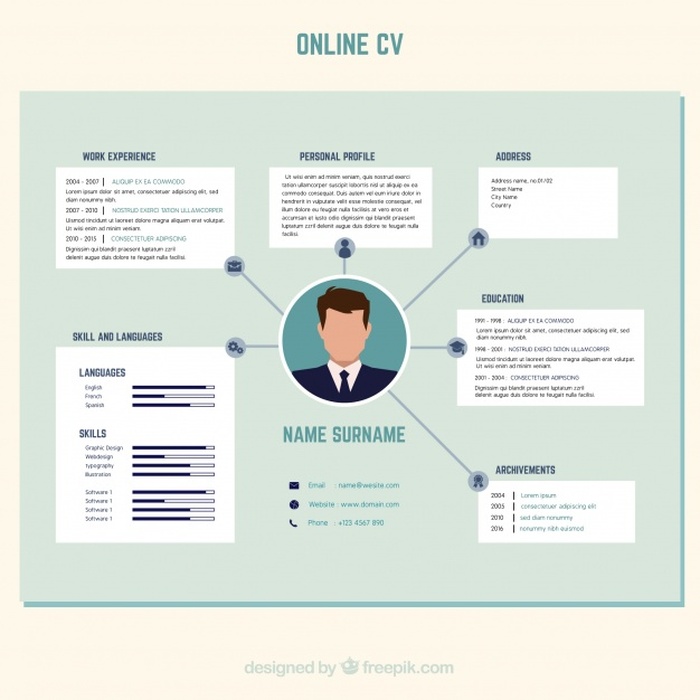 ONLINE CV
WORK EXPERIENCE
2004 - 2007 | ALIQUIP EX EA COMMODO
Lorem ipsum dolor sit amet, consectetuer adipiscing elit, sed
diam nonummy nibh.
2007 - 2010 | NOSTRUD EXERCI TATION ULLAMCORPER
Uismod tincidunt ut laoreet dolore magna aliquam erat volutpat.
Ut wisi enim ad minim veniam.
2010 - 2015 | CONSECTETUER ADIPISCING
Dignissim qui blandit praesent luptatum zzril
delenit augue duis dolore te feugait nulla facilisi
PERSONAL PROFILE
Ut wisi enim ad minim veniam, quis nostrud exerci
tation ullamcorper suscipit lobortis nisl ut aliquip ex ea
commodo consequat. Duis autem vel eum iriure dolor in
hendrerit in vulputate velit esse molestie consequat, vel
illum dolore eu feugiat nulla facilisis at vero eros et
accumsan et iusto odio dignissim qui blandit praesent
luptatum zzril delenit augue duis dolore te feugait nulla
facilisi
ADDRESS
Address name, no.01/02
Street Name
City Name
Country
EDUCATION
1991 - 1998 : ALIQUIP EX EA COMMODO
Lorem ipsum dolor sit amet, consectetuer adipiscing elit, sed
diam nonummy nibh.
1998 - 2001 : NOSTRUD EXERCI TATION ULLAMCORPER
Uismod tincidunt ut laoreet dolore magna aliquam erat volutpat.
Ut wisi enim ad minim veniam.
2001 - 2004 : CONSECTETUER ADIPISCING
Dignissim qui blandit praesent luptatum zzril
delenit augue duis dolore te feugait nulla facilisi
SKILL AND LANGUAGES
LANGUAGES
English
French
Spanish
SKILLS
Graphic Design
Webdesign
typography
Illustration
Software 1
Software 1
Software 1
Software 1
NAME SURNAME
Email : name@wesite.com
Website : www.domain.com
Phone : +123 4567 890
ARCHIVEMENTS
2004 | Lorem ipsum
2005 | consectetuer adipiscing elit
2010 | sed diam nonummy
2016 | nonummy nibh euismod
designed by freepik.com